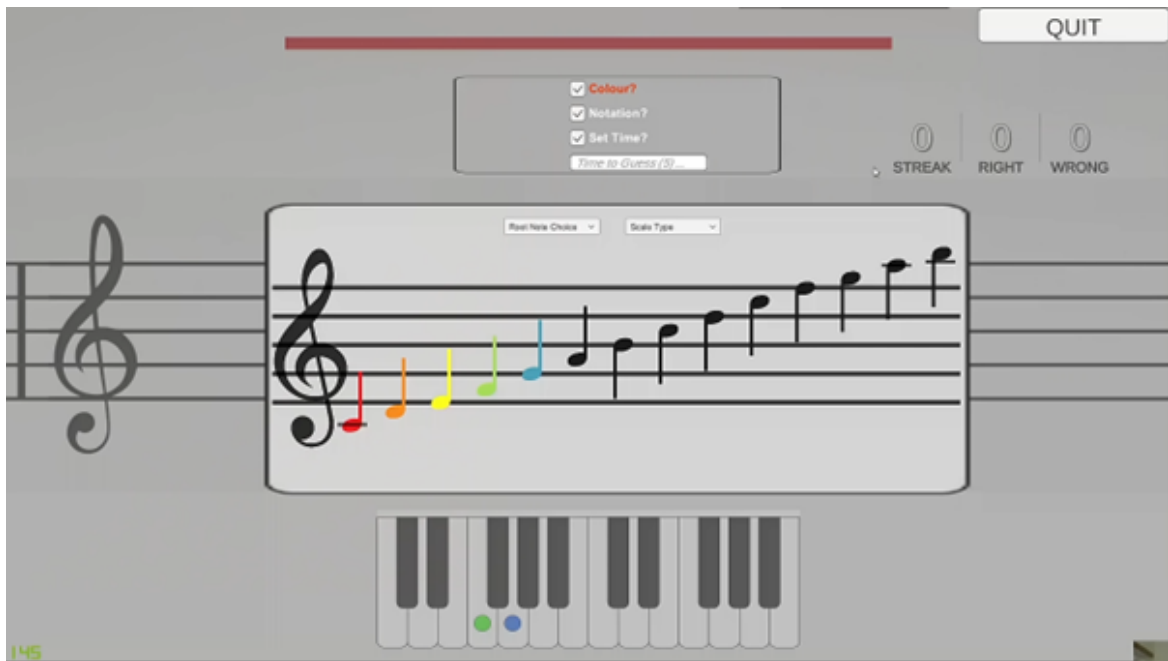 QUIT
Colour?
Notation?
Set Time?
Time to Guess (5)...
0 0 0
STREAK RIGHT WRONG
Root Note Choice Scale Type
145